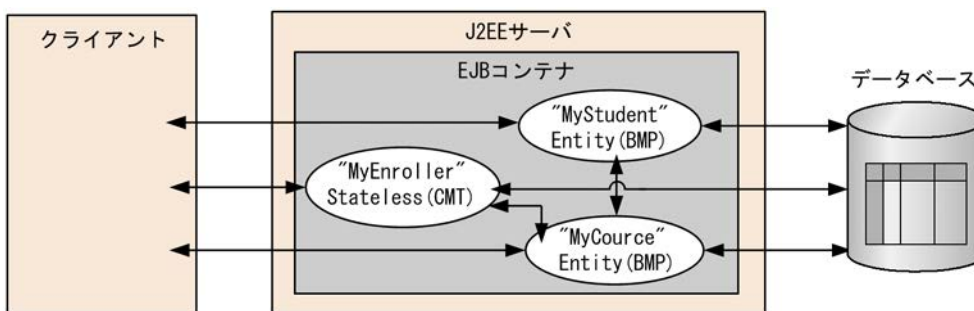 クライアント
J2EEサーバ
EJBコンテナ
データベース
"MyStudent"
Entity(BMP)
"MyEnroller"
Stateless(CMT)
"MyCource"
Entity(BMP)